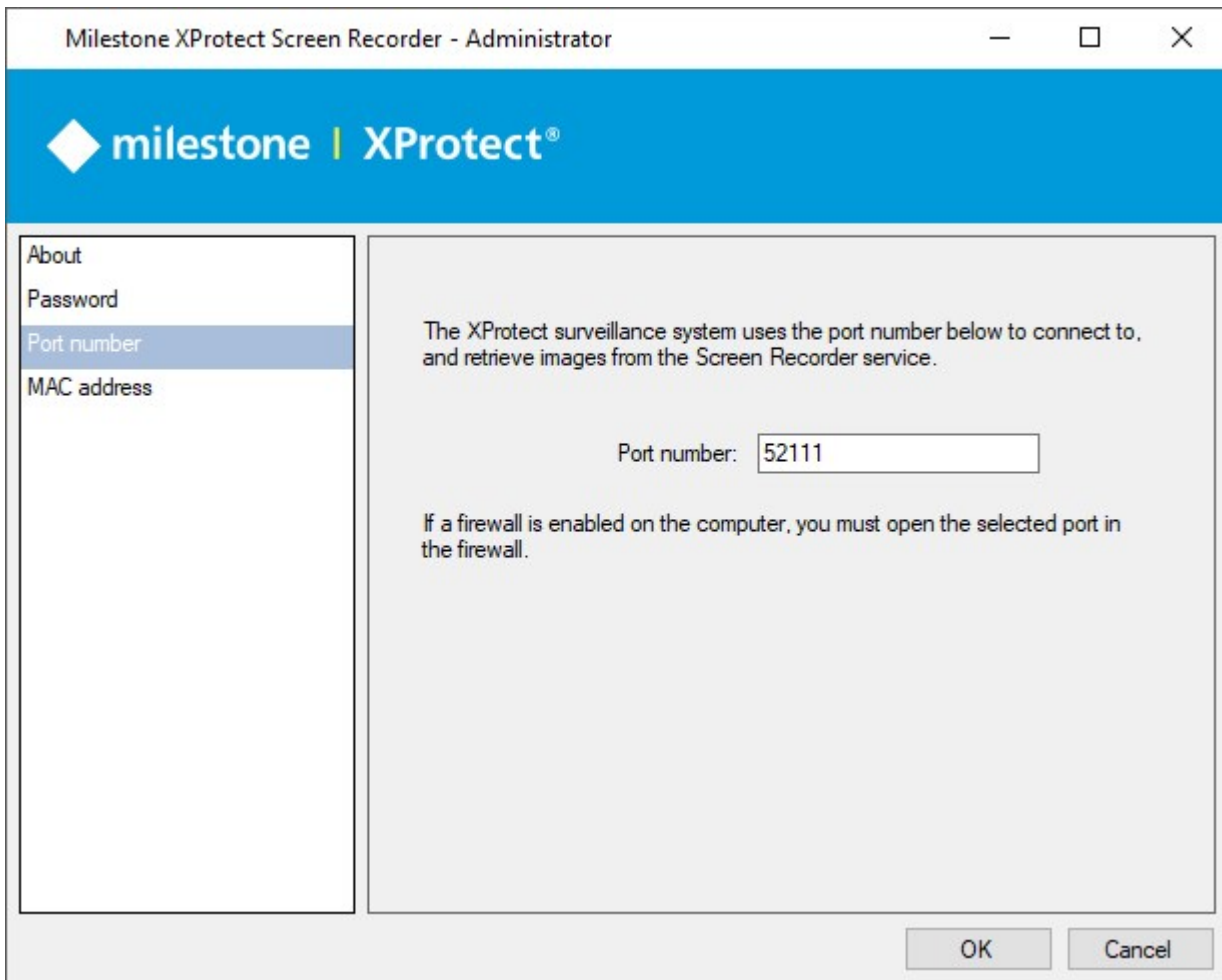 Milestone XProtect Screen Recorder - Administrator
milestone | XProtect®
About
Password
Port number
MAC address
The XProtect surveillance system uses the port number below to connect to,
and retrieve images from the Screen Recorder service.
Port number: 52111
If a firewall is enabled on the computer, you must open the selected port in
the firewall.
OK Cancel